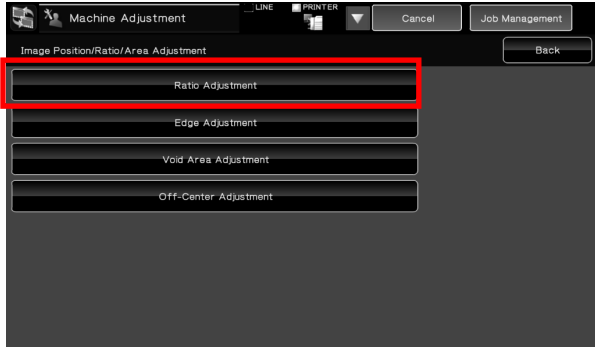 Machine Adjustment
LINE
PRINTER
Cancel
Job Management
Image Position/Ratio/Area Adjustment
Back
Ratio Adjustment
Edge Adjustment
Void Area Adjustment
Off-Center Adjustment